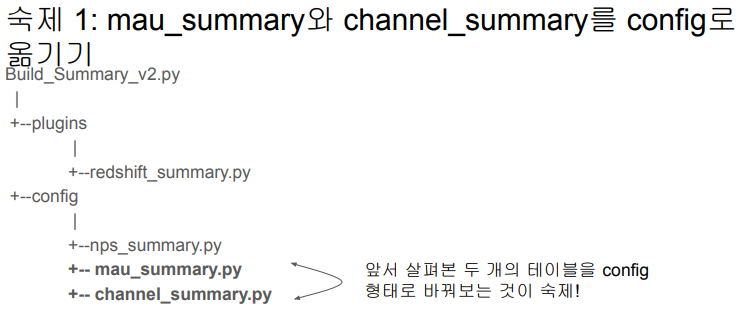 숙제 1: mau_summary와 channel_summary를 config로
옮기기
Build_Summary_v2.py
|
+--plugins
|
+--redshift_summary.py
+--config
|
+--nps_summary.py
+-- mau_summary.py
+-- channel_summary.py
앞서 살펴본 두 개의 테이블을 config
형태로 바꿔보는 것이 숙제!